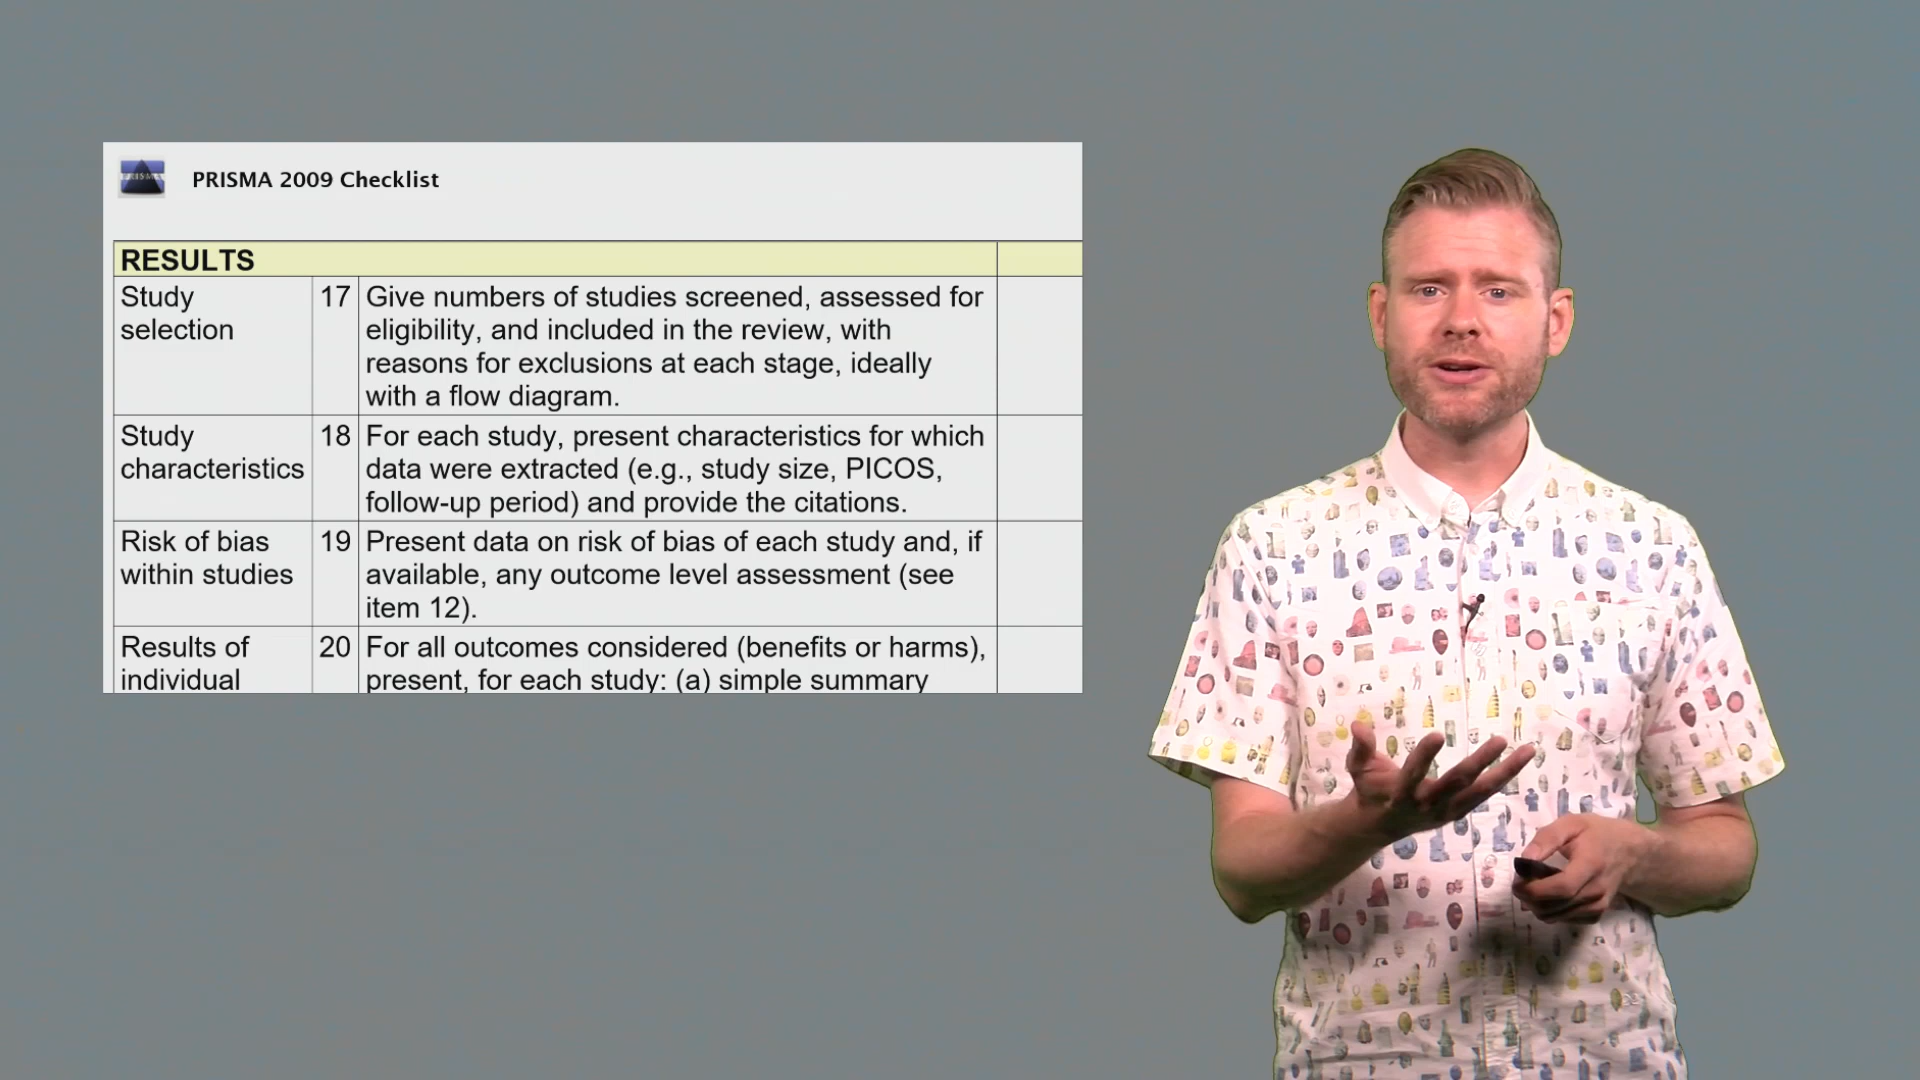 PRISMA
PRISMA 2009 Checklist
RESULTS
Study selection
17
Give numbers of studies screened, assessed for
eligibility, and included in the review, with
reasons for exclusions at each stage, ideally
with a flow diagram.
Study characteristics
18
For each study, present characteristics for which
data were extracted (e.g., study size, PICOS,
follow-up period) and provide the citations.
Risk of bias within studies
19
Present data on risk of bias of each study and, if
available, any outcome level assessment (see
item 12).
Results of individual
20
For all outcomes considered (benefits or harms),
present, for each study: (a) simple summary